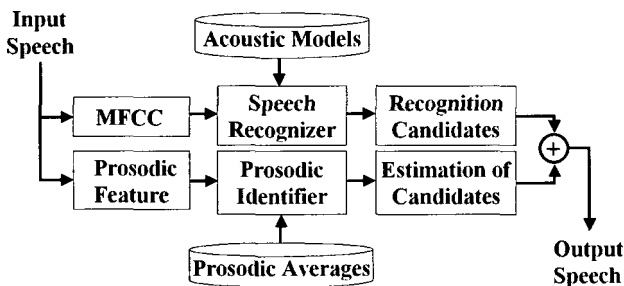 Input
Speech
Acoustic Models
MFCC
Speech
Recognizer
Recognition
Candidates
+
Prosodic
Feature
Prosodic
Identifier
Estimation of
Candidates
Prosodic Averages
Output
Speech